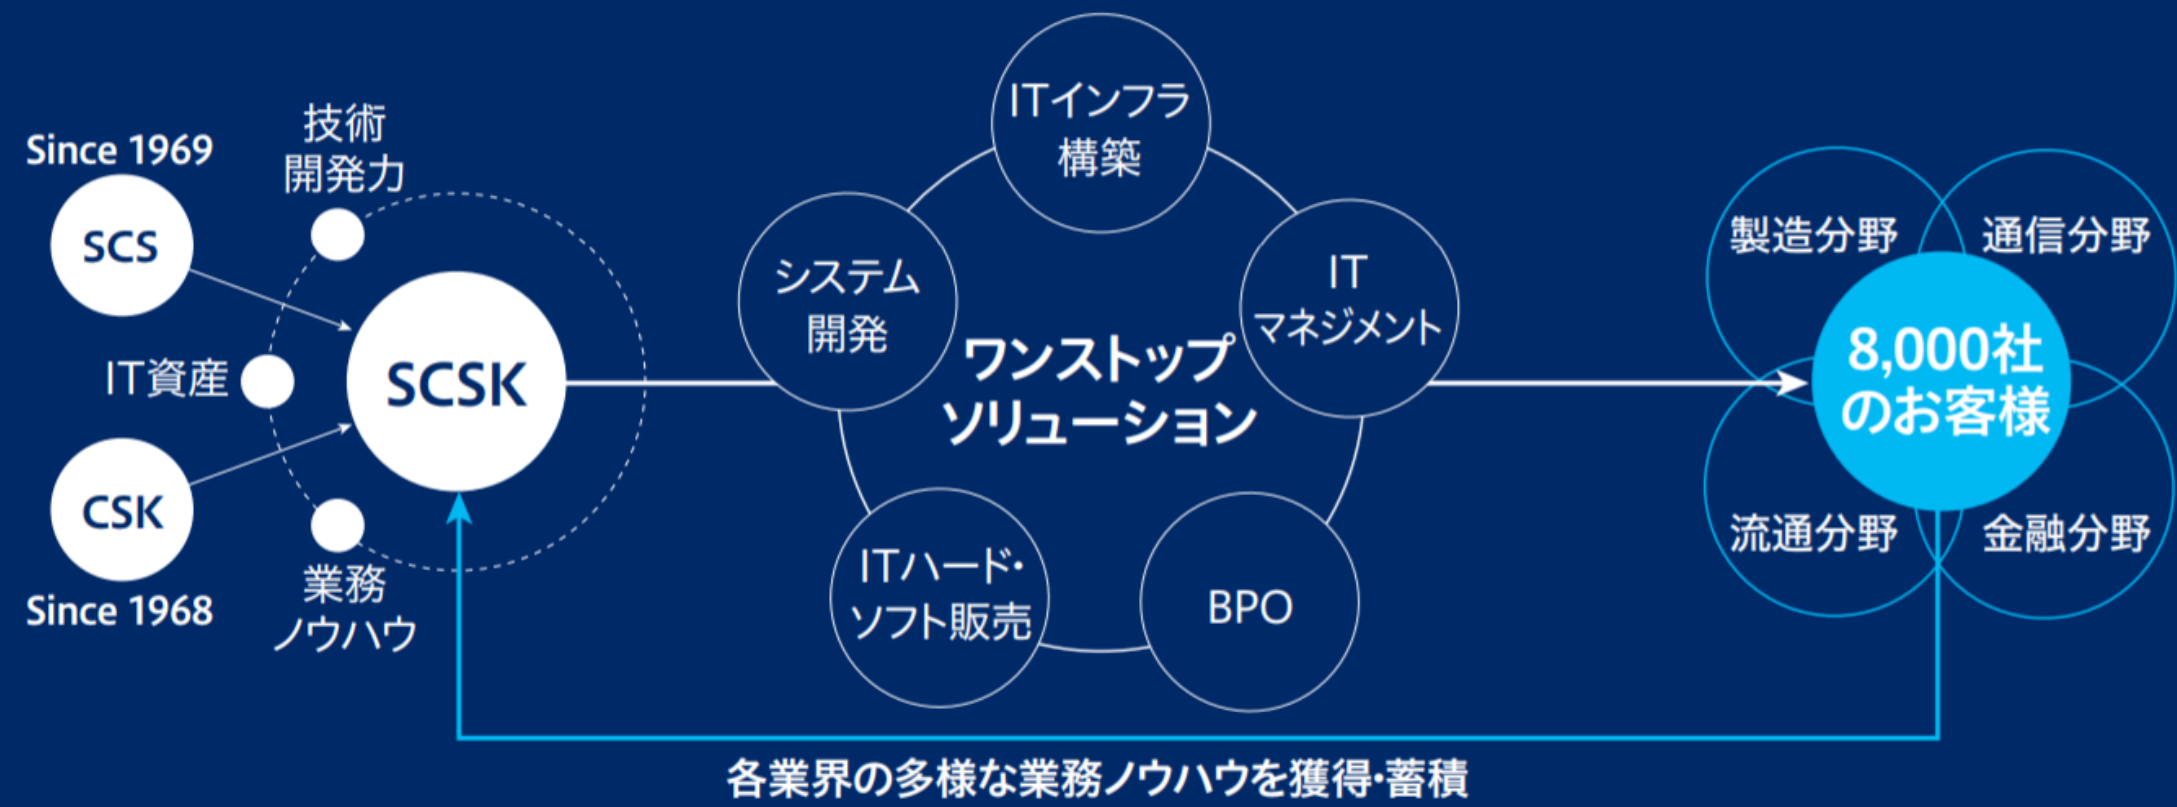 Since 1969
SCS
技術
開発力
IT資産
SCSK
CSK
Since 1968
業務
ノウハウ
ITインフラ
構築
システム
開発
IT
マネジメント
ワンストップ
ソリューション
ITハード・
ソフト販売
BPO
製造分野
通信分野
8,000社
のお客様
流通分野
金融分野
各業界の多様な業務ノウハウを獲得・蓄積